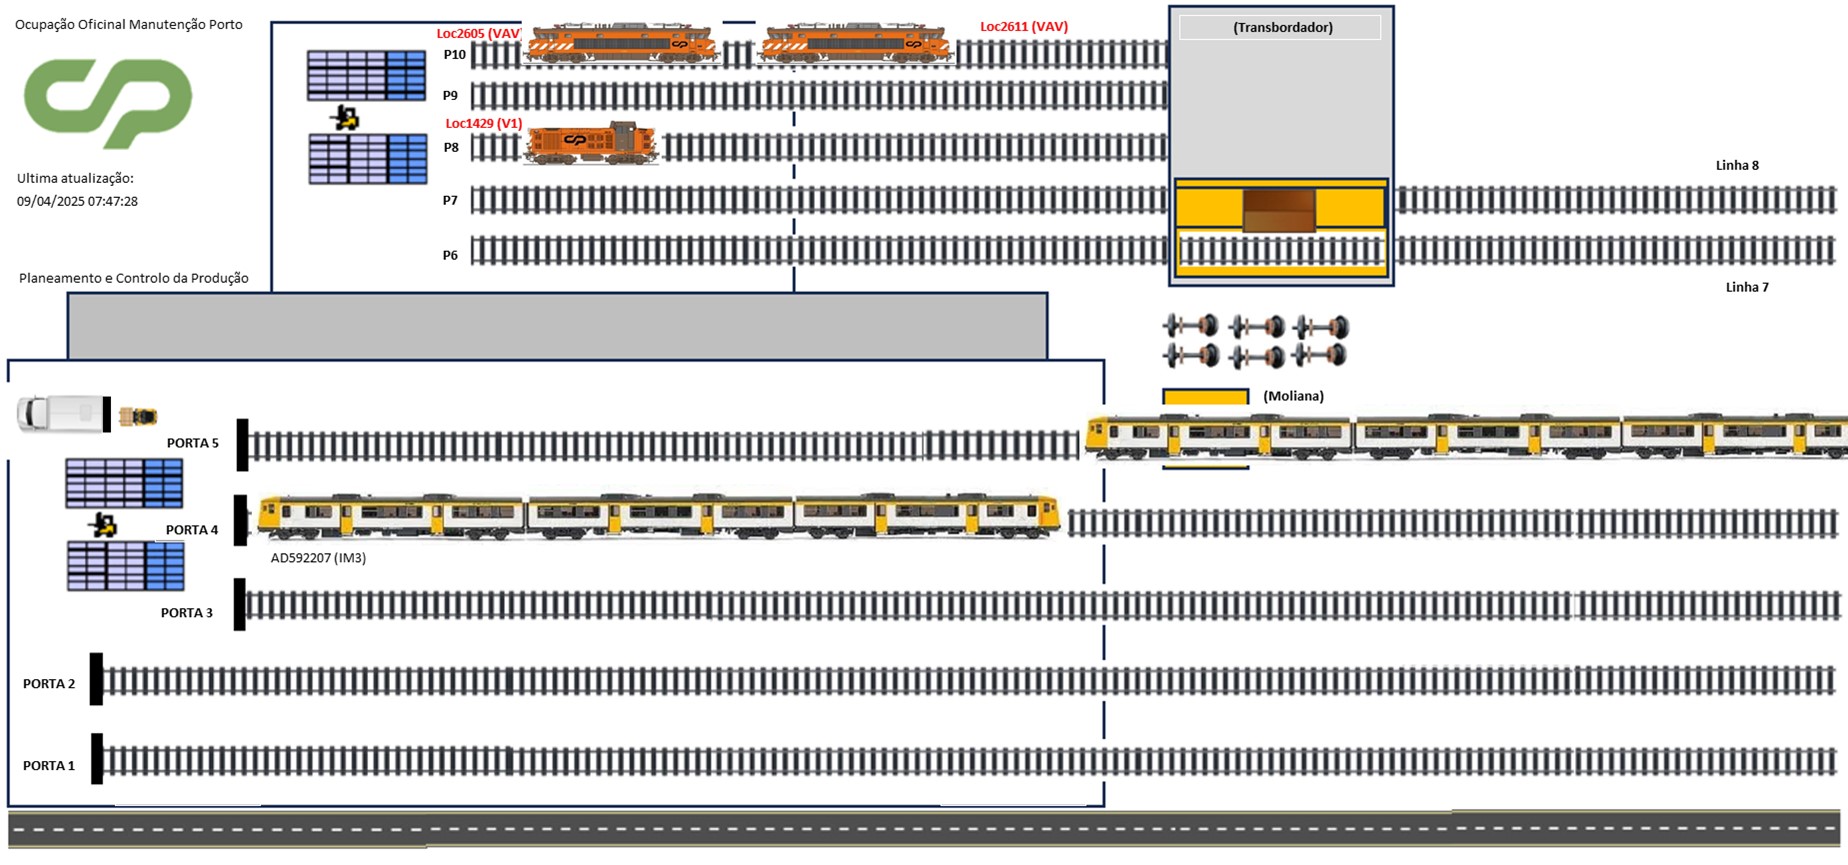 Ocupação Oficinal Manutenção Porto
Loc2605 (VAV)
Loc2611 (VAV)
(Transbordador)
P10
P9
Loc1429 (V1)
P8
Linha 8
Ultima atualização:
09/04/2025 07:47:28
P7
P6
Planeamento e Controlo da Produção
Linha 7
(Moliana)
PORTA 5
PORTA 4
AD592207 (IM3)
PORTA 3
PORTA 2
PORTA 1